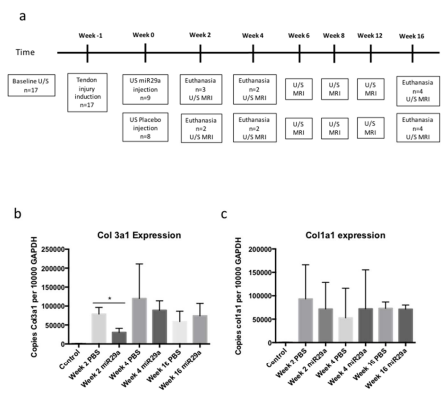 a
Week -1 Week 0 Week 2 Week 4 Week 6 Week 8 Week 12 Week 16
Time
Baseline U/S
n=17
Tendon
injury
induction
n=17
US miR29a
injection
n=9
Euthanasia
n=3
U/S MRI
Euthanasia
n=2
U/S MRI
U/S
MRI
U/S
MRI
U/S
MRI
Euthanasia
n=4
U/S MRI
US Placebo
injection
n=8
Euthanasia
n=2
U/S MRI
Euthanasia
n=2
U/S MRI
U/S
MRI
U/S
MRI
U/S
MRI
Euthanasia
n=4
U/S MRI
b
Col 3a1 Expression
Copies Col3a1 per 10000 GAPDH
250000
200000
150000
100000
50000
0
*
Control
Week 2 PBS
Week 2 miR29a
Week 4 PBS
Week 4 miR29a
Week 16 PBS
Week 16 miR29a
c
Col1a1 expression
Copies col1a1 per 10000 GAPDH
200000
150000
100000
50000
0
Control
Week 2 PBS
Week 2 miR29a
Week 4 PBS
Week 4 miR29a
Week 16 PBS
Week 16 miR29a